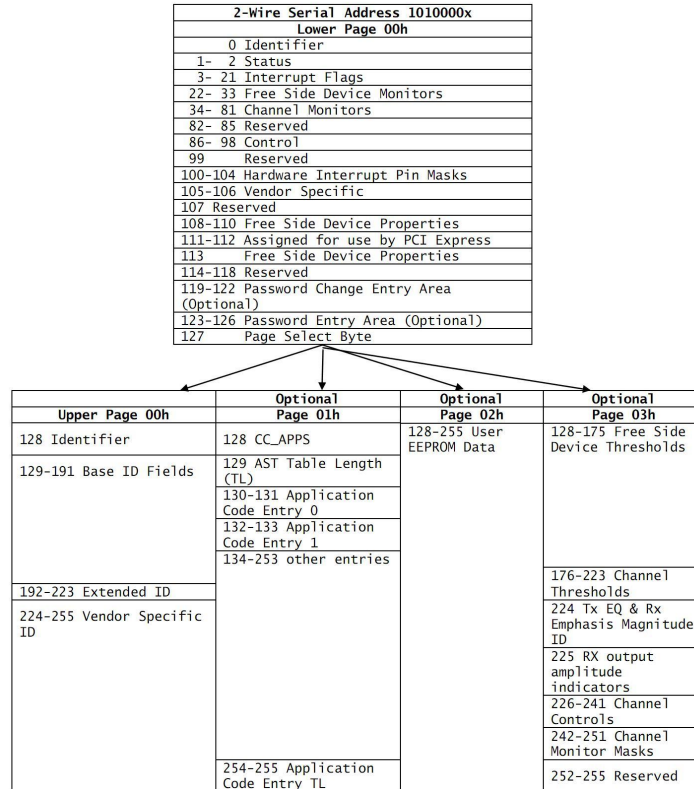 2-Wire Serial Address 1010000x
Lower Page 00h
0 Identifier
1- 2 Status
3- 21 Interrupt Flags
22- 33 Free Side Device Monitors
34- 81 Channel Monitors
82- 85 Reserved
86- 98 Control
99 Reserved
100-104 Hardware Interrupt Pin Masks
105-106 Vendor Specific
107 Reserved
108-110 Free Side Device Properties
111-112 Assigned for use by PCI Express
113 Free Side Device Properties
114-118 Reserved
119-122 Password Change Entry Area
(Optional)
123-126 Password Entry Area (Optional)
127 Page Select Byte
Upper Page 00h
128 Identifier
129-191 Base ID Fields
192-223 Extended ID
224-255 Vendor Specific
ID
Optional
Page 01h
128 CC_APPS
129 AST Table Length
(TL)
130-131 Application
Code Entry 0
132-133 Application
Code Entry 1
134-253 other entries
254-255 Application
Code Entry TL
Optional
Page 02h
128-255 User
EEPROM Data
Optional
Page 03h
128-175 Free Side
Device Thresholds
176-223 Channel
Thresholds
224 Tx EQ & Rx
Emphasis Magnitude
ID
225 RX output
amplitude
indicators
226-241 Channel
Controls
242-251 Channel
Monitor Masks
252-255 Reserved